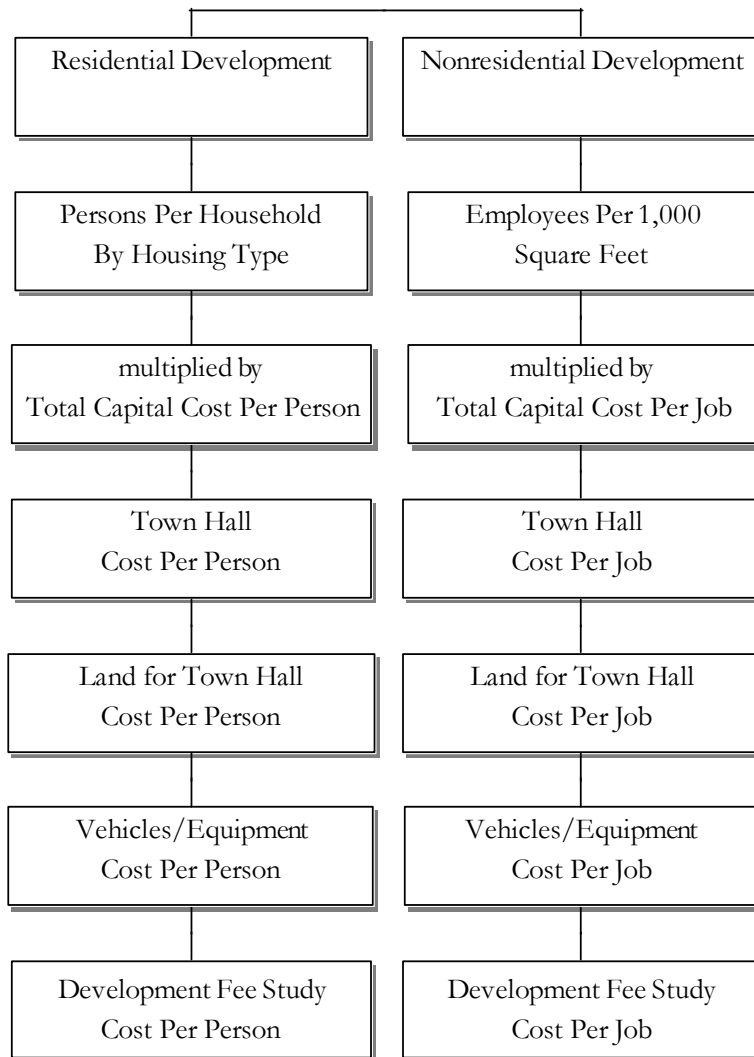 Residential Development
Nonresidential Development
Persons Per Household
By Housing Type
Employees Per 1,000
Square Feet
multiplied by
Total Capital Cost Per Person
multiplied by
Total Capital Cost Per Job
Town Hall
Cost Per Person
Town Hall
Cost Per Job
Land for Town Hall
Cost Per Person
Land for Town Hall
Cost Per Job
Vehicles/Equipment
Cost Per Person
Vehicles/Equipment
Cost Per Job
Development Fee Study
Cost Per Person
Development Fee Study
Cost Per Job